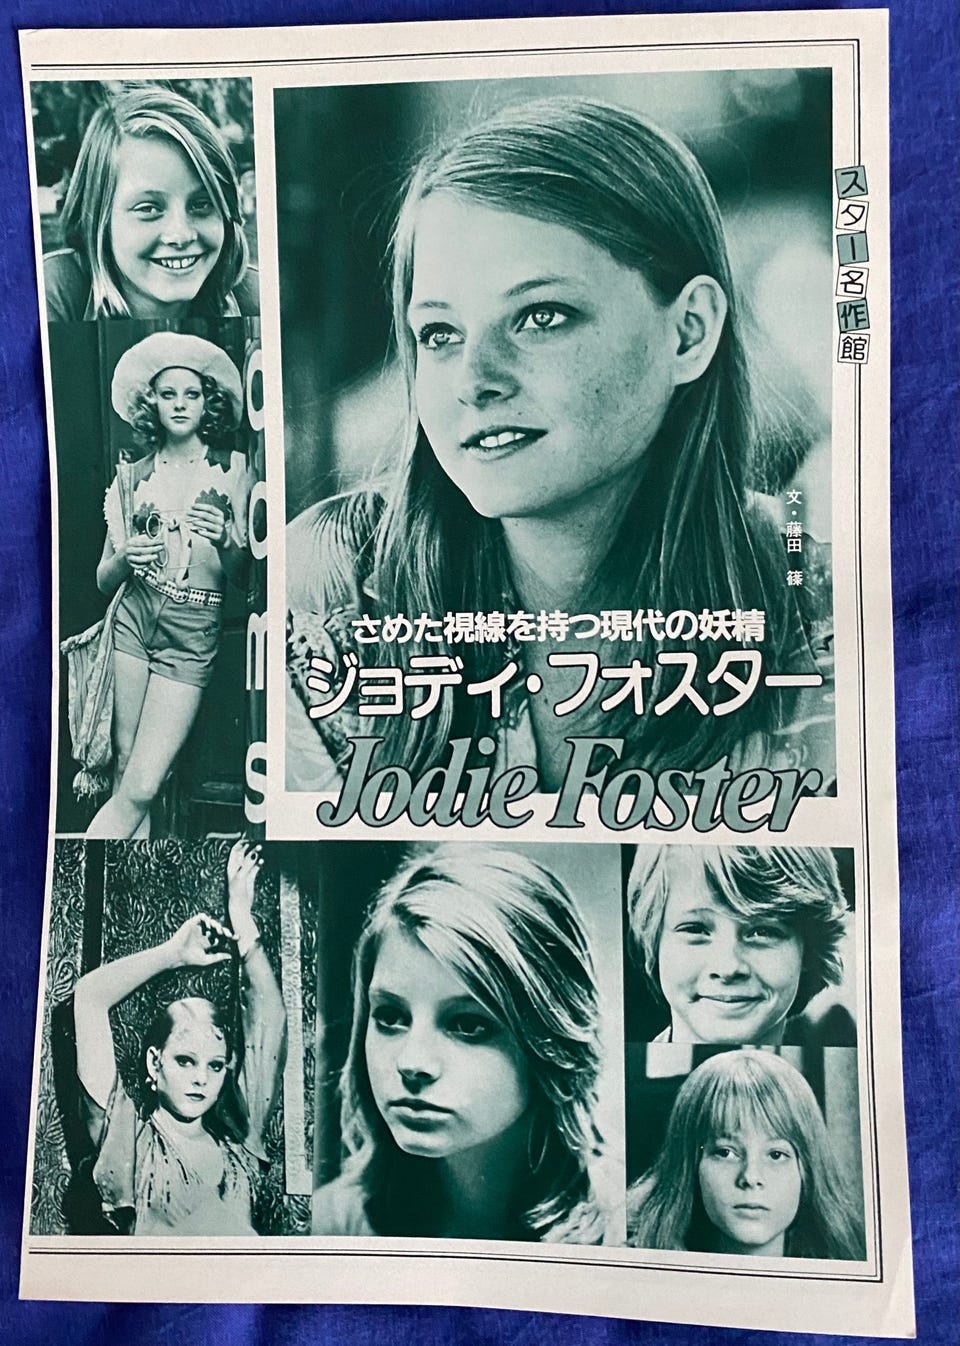 スター名作館
文・藤田 篠
さめた視線を持つ現代の妖精
ジョディ・フォスター
Jodie Foster